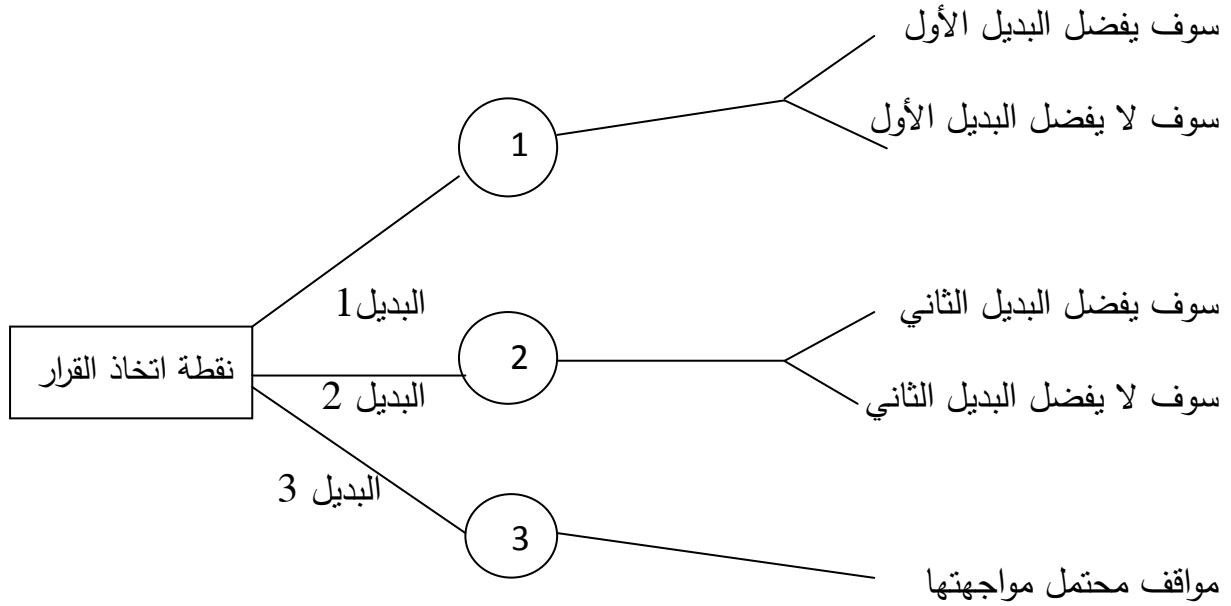 سوف يفضل البديل الأول
سوف لا يفضل البديل الأول
1
البديل1
سوف يفضل البديل الثاني
نقطة اتخاذ القرار
2
البديل 2
سوف لا يفضل البديل الثاني
البديل 3
3
مواقف محتمل مواجهتها